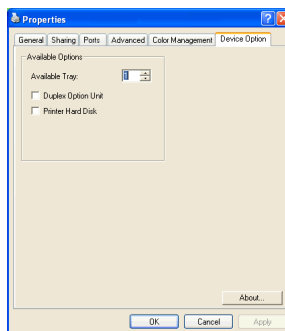 Properties
General Sharing Ports Advanced Color Management Device Option
Available Options
Available Tray: 1
Duplex Option Unit
Printer Hard Disk
About...
OK Cancel Apply